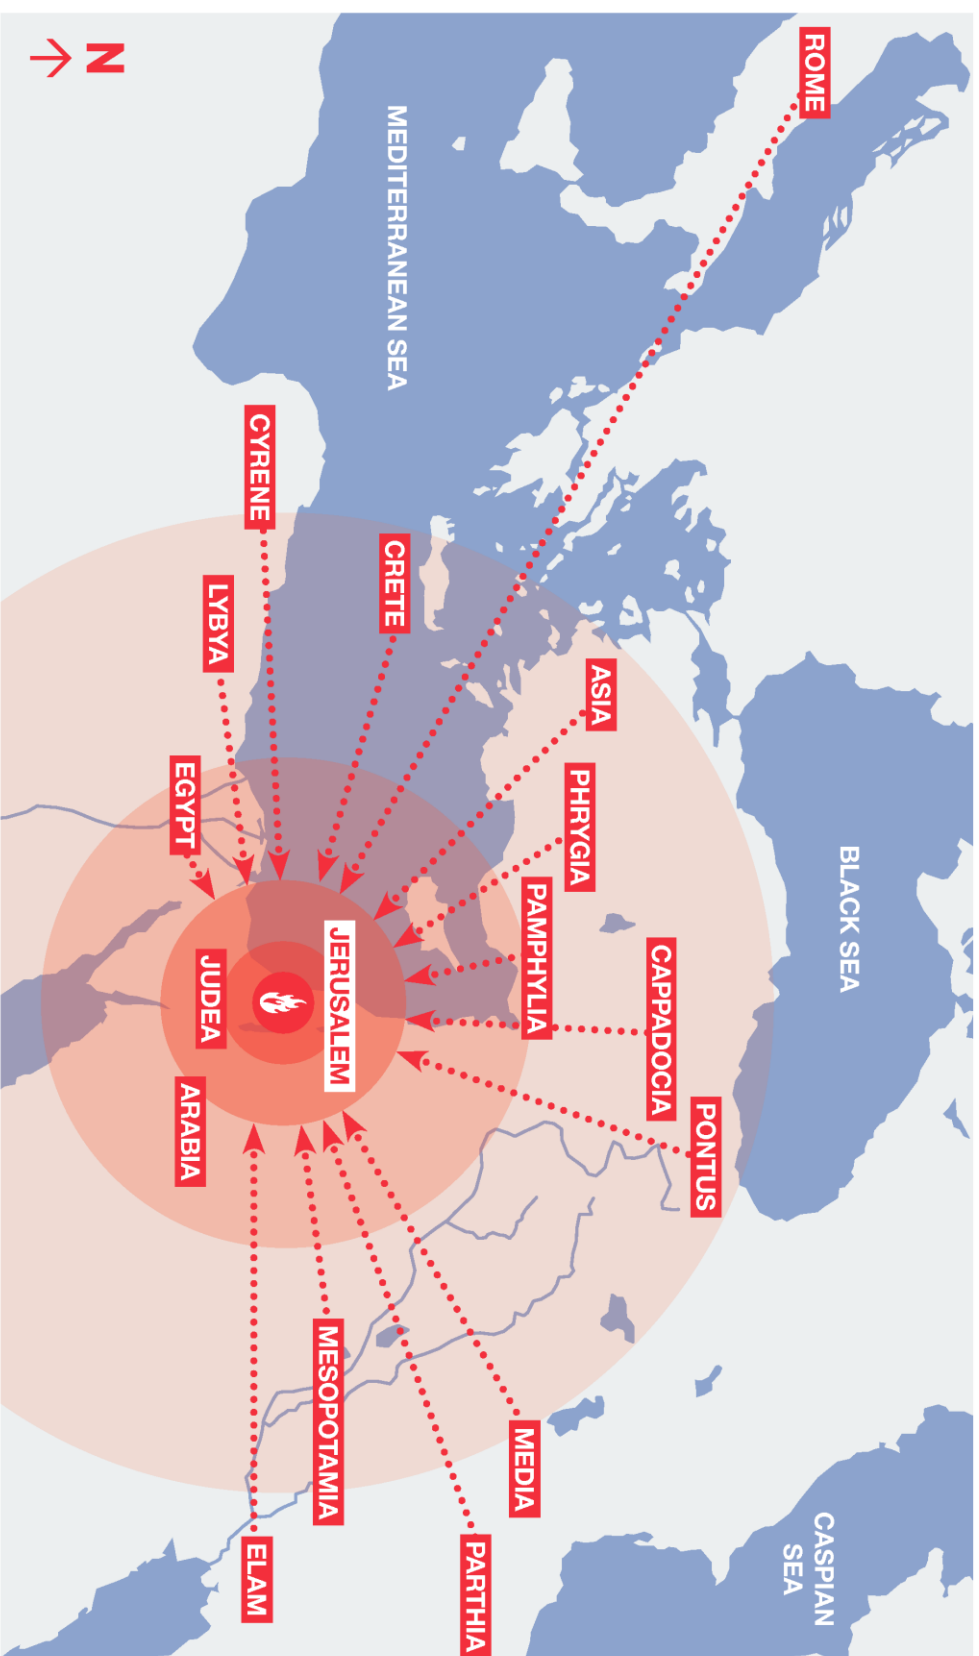 N
ROME
MEDITERRANEAN SEA
CYRENE
CRETE
LYBYA
ASIA
EGYPT
PHRYGIA
PAMPHYLIA
CAPPADOCIA
PONTUS
BLACK SEA
JERUSALEM
JUDEA
ARABIA
MESOPOTAMIA
MEDIA
PARTHIA
ELAM
CASPIAN
SEA